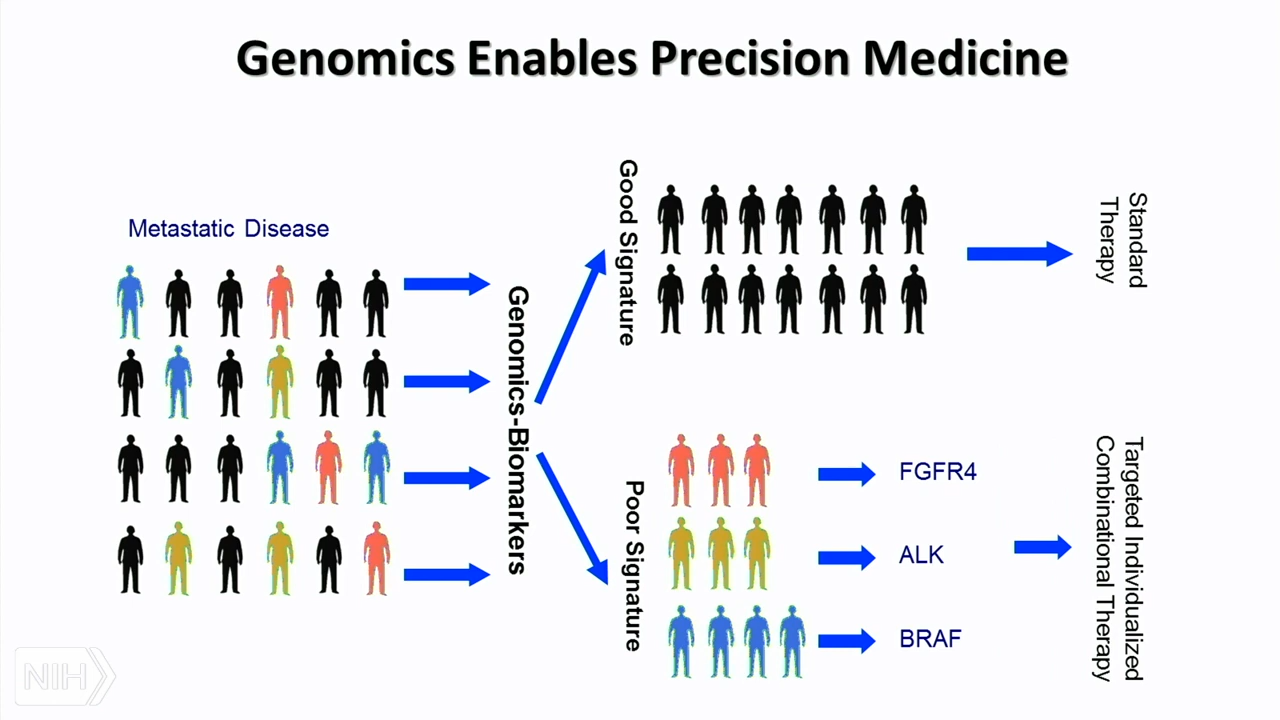 Genomics Enables Precision Medicine
Metastatic Disease
Genomics-Biomarkers
Good Signature
Standard
Therapy
Poor Signature
FGFR4
ALK
BRAF
Targeted Individualized
Combinational Therapy
NIH